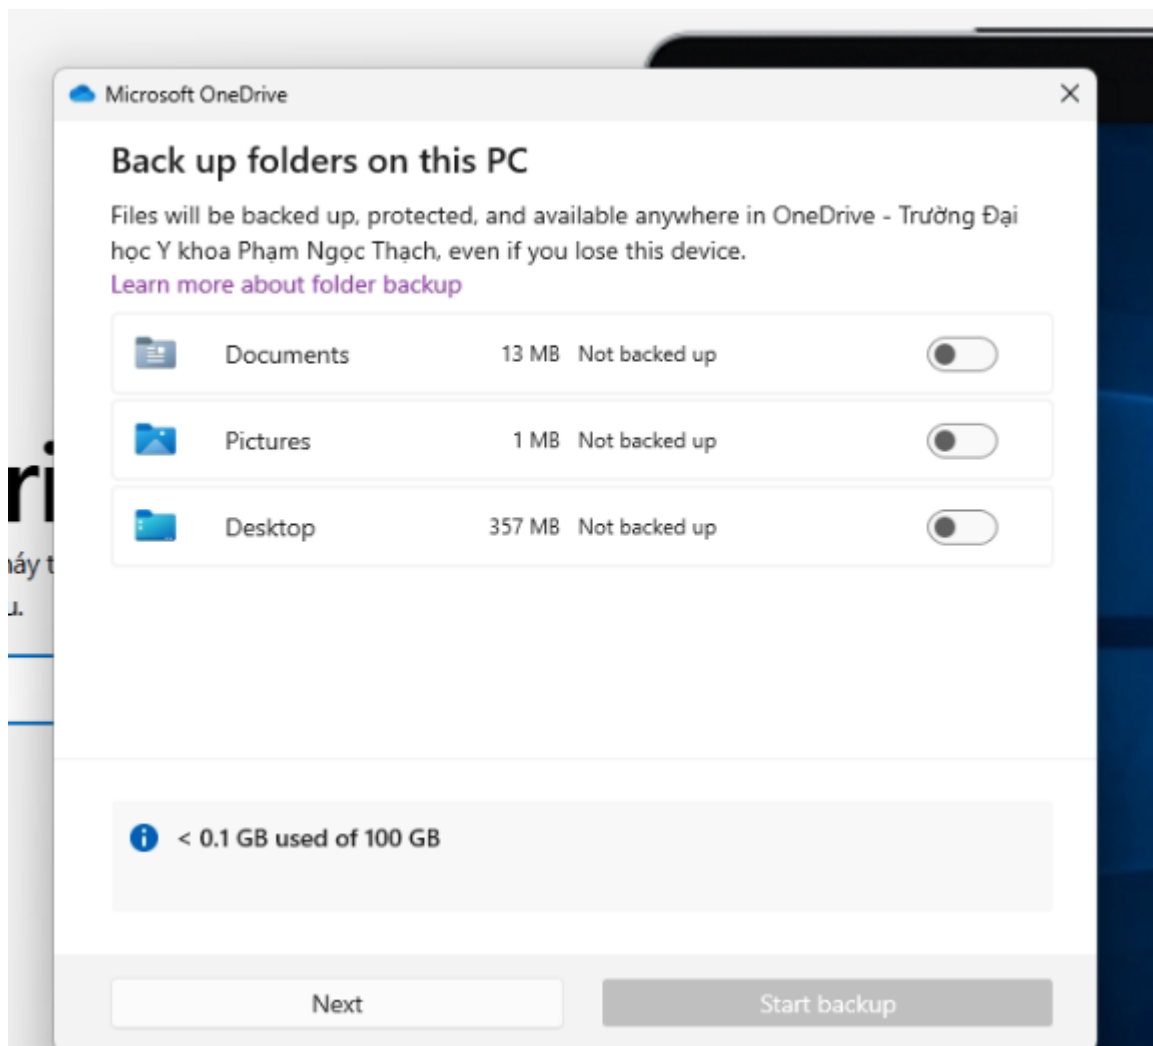 Microsoft OneDrive
Back up folders on this PC
Files will be backed up, protected, and available anywhere in OneDrive - Trường Đại
học Y khoa Phạm Ngọc Thạch, even if you lose this device.
Learn more about folder backup
Documents 13 MB Not backed up
Pictures 1 MB Not backed up
Desktop 357 MB Not backed up
< 0.1 GB used of 100 GB
Next Start backup